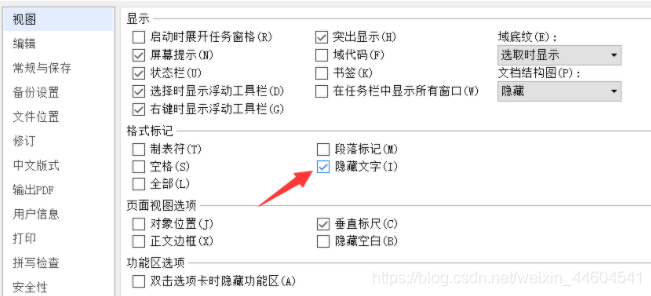 视图
编辑
常规与保存
备份设置
文件位置
修订
中文版式
输出PDF
用户信息
打印
拼写检查
安全性
显示
启动时展开任务窗格(R) 突出显示(H) 域底纹(E):
屏幕提示(N) 域代码(F) 选取时显示
状态栏(U) 书签(K) 文档结构图(P):
选择时显示浮动工具栏(D) 在任务栏中显示所有窗口(W) 隐藏
右键时显示浮动工具栏(G)
格式标记
制表符(T) 段落标记(M)
空格(S) 隐藏文字(I)
全部(L)
页面视图选项
对象位置(J) 垂直标尺(C)
正文边框(X) 隐藏空白(B)
功能区选项
双击选项卡时隐藏功能区(A)
https://blog.csdn.net/weixin_44604541